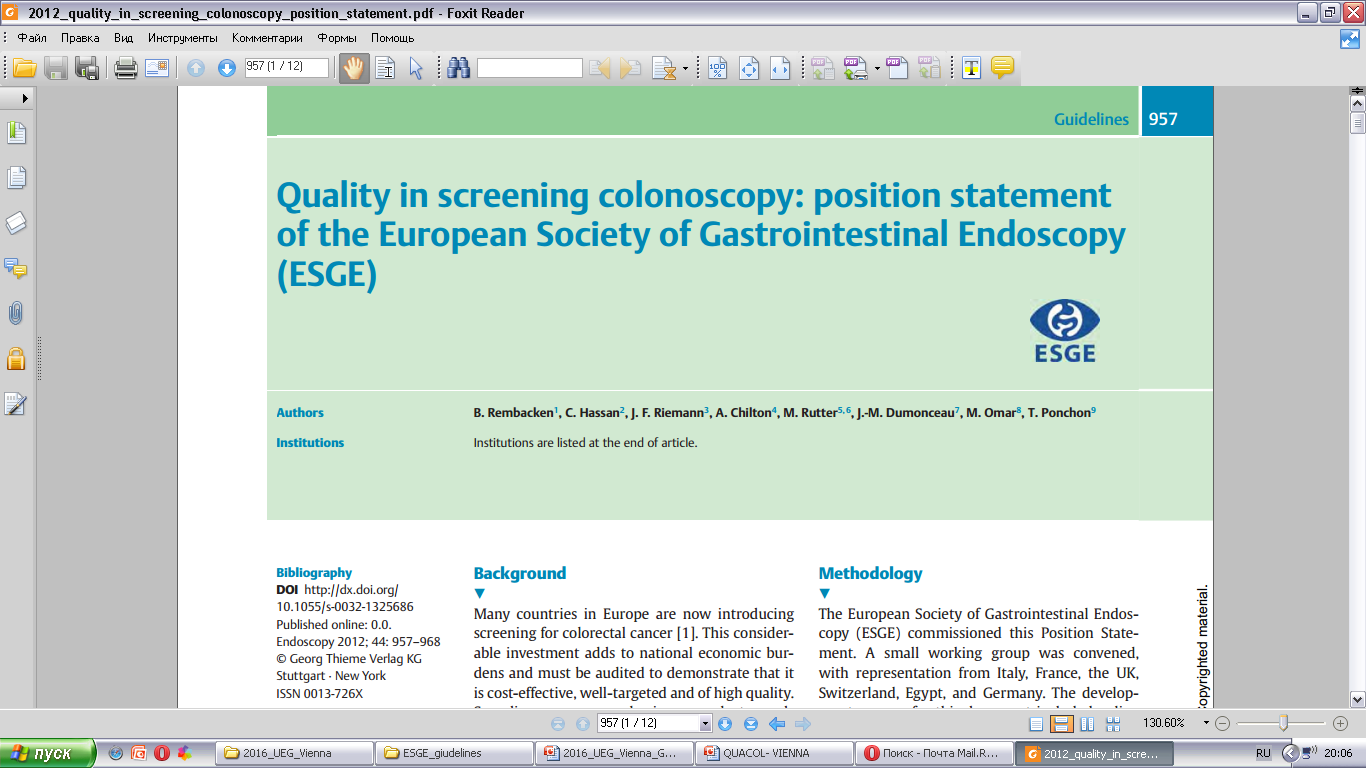 2012_quality_in_screening_colonoscopy_position_statement.pdf - Foxit Reader
Файл Правка Вид Инструменты Комментарии Формы Помощь
957 (1 / 12)
Guidelines 957
Quality in screening colonoscopy: position statement
of the European Society of Gastrointestinal Endoscopy
(ESGE)
ESGE
Authors B. Rembacken1, C. Hassan2, J. F. Riemann3, A. Chilton4, M. Rutter5, 6, J.-M. Dumonceau7, M. Omar8, T. Ponchon9
Institutions Institutions are listed at the end of article.
Bibliography
DOI http://dx.doi.org/
10.1055/s-0032-1325686
Published online: 0.0.
Endoscopy 2012; 44: 957–968
© Georg Thieme Verlag KG
Stuttgart · New York
ISSN 0013-726X
Background
Many countries in Europe are now introducing
screening for colorectal cancer [1]. This consider-
able investment adds to national economic bur-
dens and must be audited to demonstrate that it
is cost-effective, well-targeted and of high quality.
Methodology
The European Society of Gastrointestinal Endos-
copy (ESGE) commissioned this Position State-
ment. A small working group was convened,
with representation from Italy, France, the UK,
Switzerland, Egypt, and Germany. The develop-
opyrighted material.
957 (1 / 12)
130.60%
пуск
2016_UEG_Vienna
ESGE_giudelines
2016_UEG_Vienna_G...
QUACOL- VIENNA
Поиск - Почта Mail.R...
2012_quality_in_scre...
RU
20:06